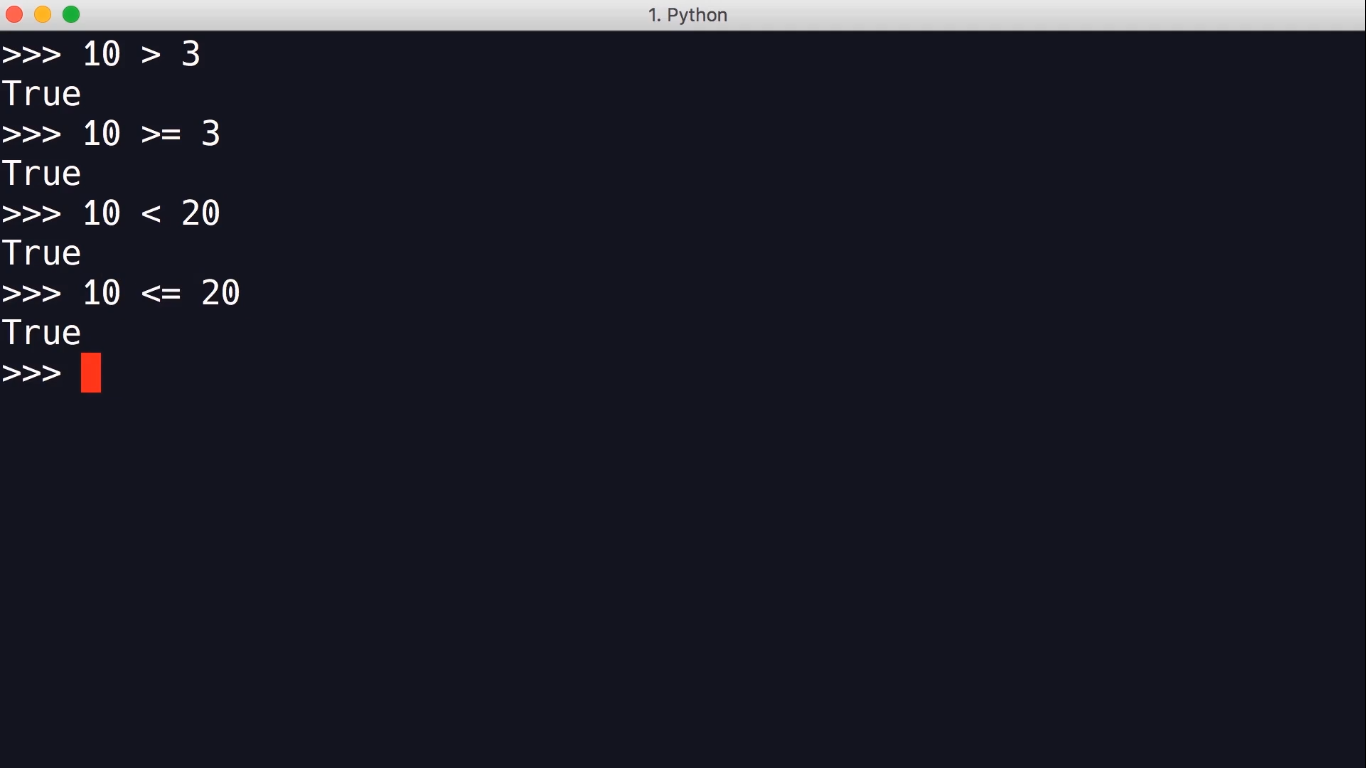 1. Python
>>> 10 > 3
True
>>> 10 >= 3
True
>>> 10 < 20
True
>>> 10 <= 20
True
>>>